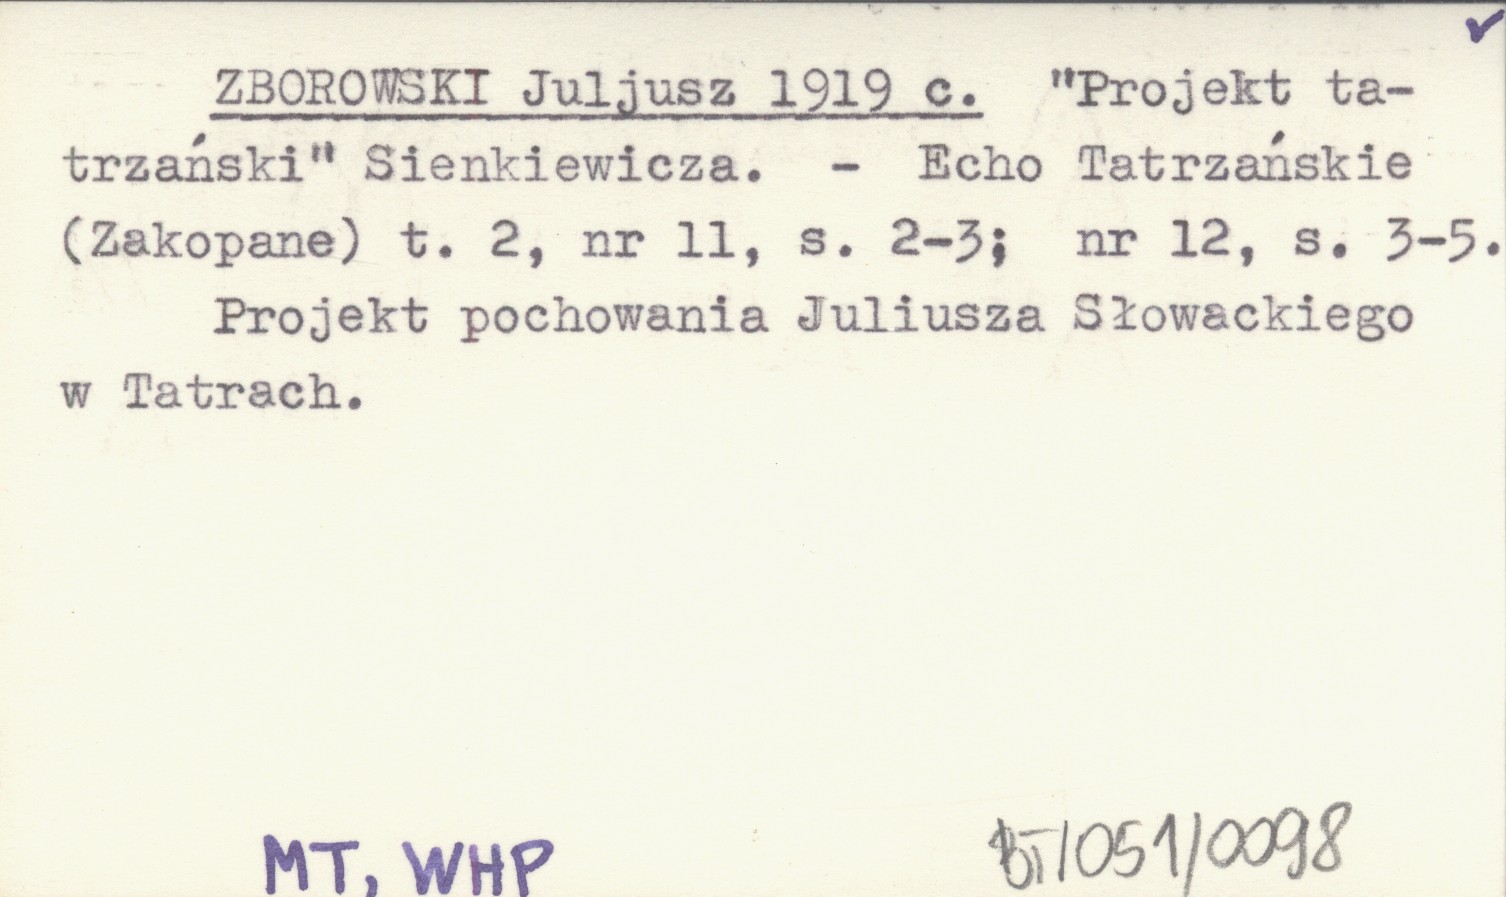 ZBOROWSKI Juljusz 1919 c. "Projekt ta-
trzański" Sienkiewicza. - Echo Tatrzańskie
(Zakopane) t. 2, nr 11, s. 2-3; nr 12, s. 3-5.
Projekt pochowania Juliusza Słowackiego
w Tatrach.
MT, WHP
BT/051/0098